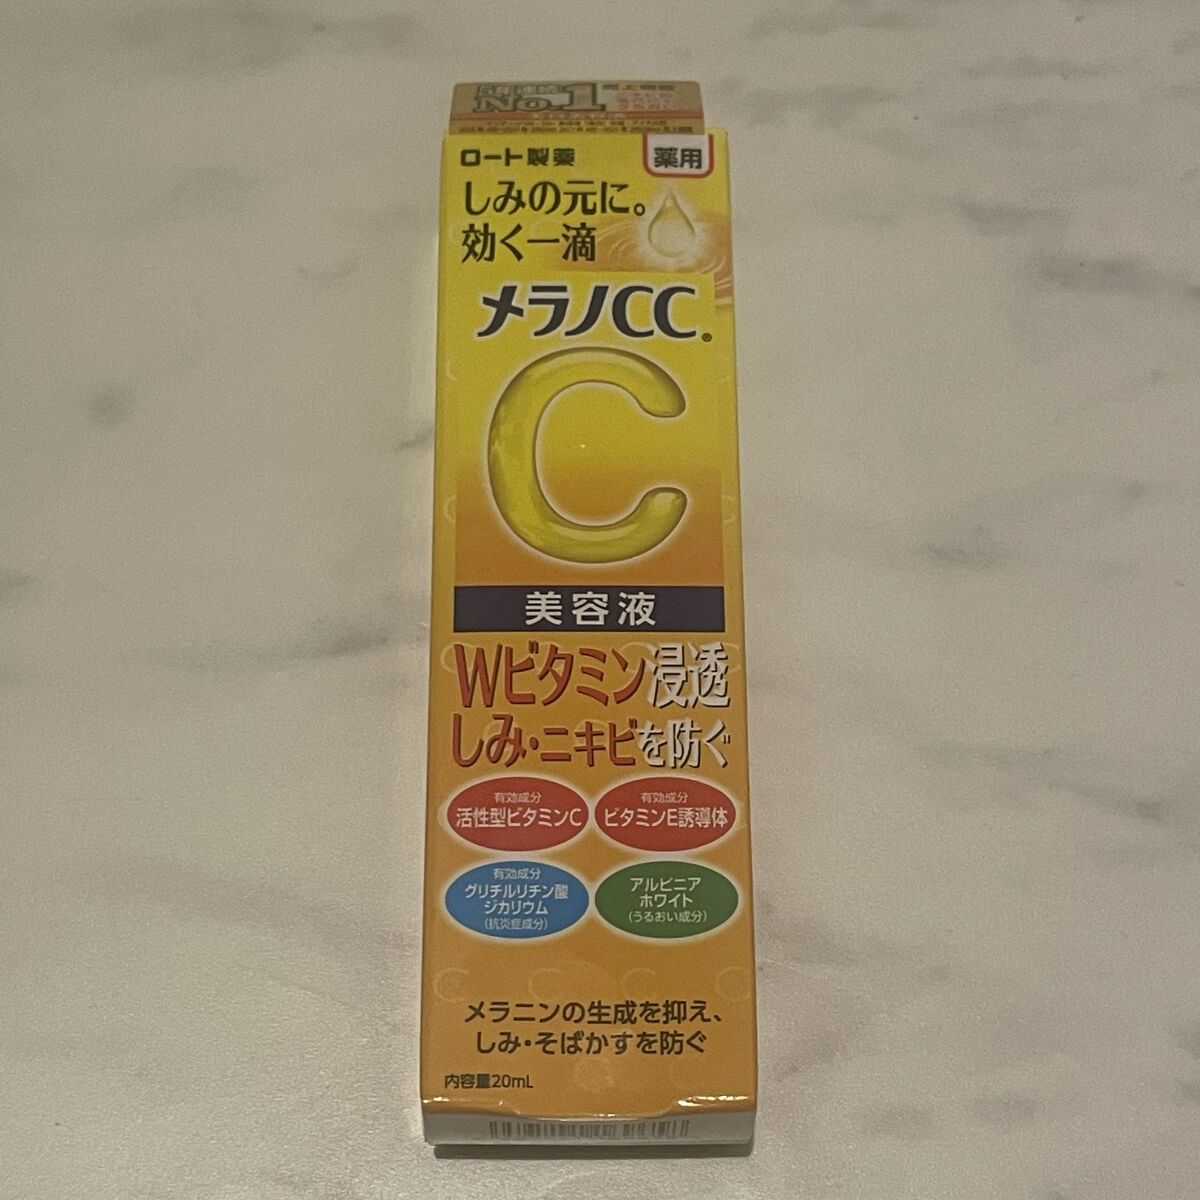 No.1
ロート製薬
薬用
しみの元に。
効く一滴
メラノCC®
C
美容液
Wビタミン浸透
しみ・ニキビを防ぐ
有効成分
活性型ビタミンC
有効成分
ビタミンE誘導体
有効成分
グリチルリチン酸
ジカリウム
(抗炎症成分)
アルピニア
ホワイト
(うるおい成分)
メラニンの生成を抑え、
しみ・そばかすを防ぐ
内容量20mL